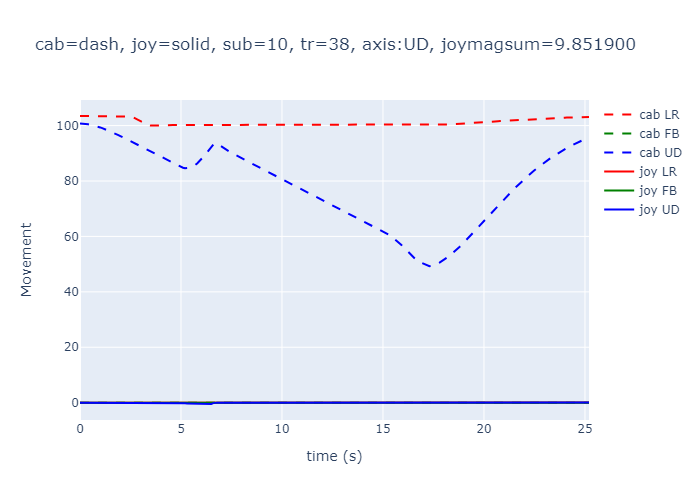 cab=dash, joy=solid, sub=10, tr=38, axis:UD, joymagsum=9.851900
cab LR
cab FB
cab UD
joy LR
joy FB
joy UD
Movement
100
80
60
40
20
0
0 5 10 15 20 25
time (s)